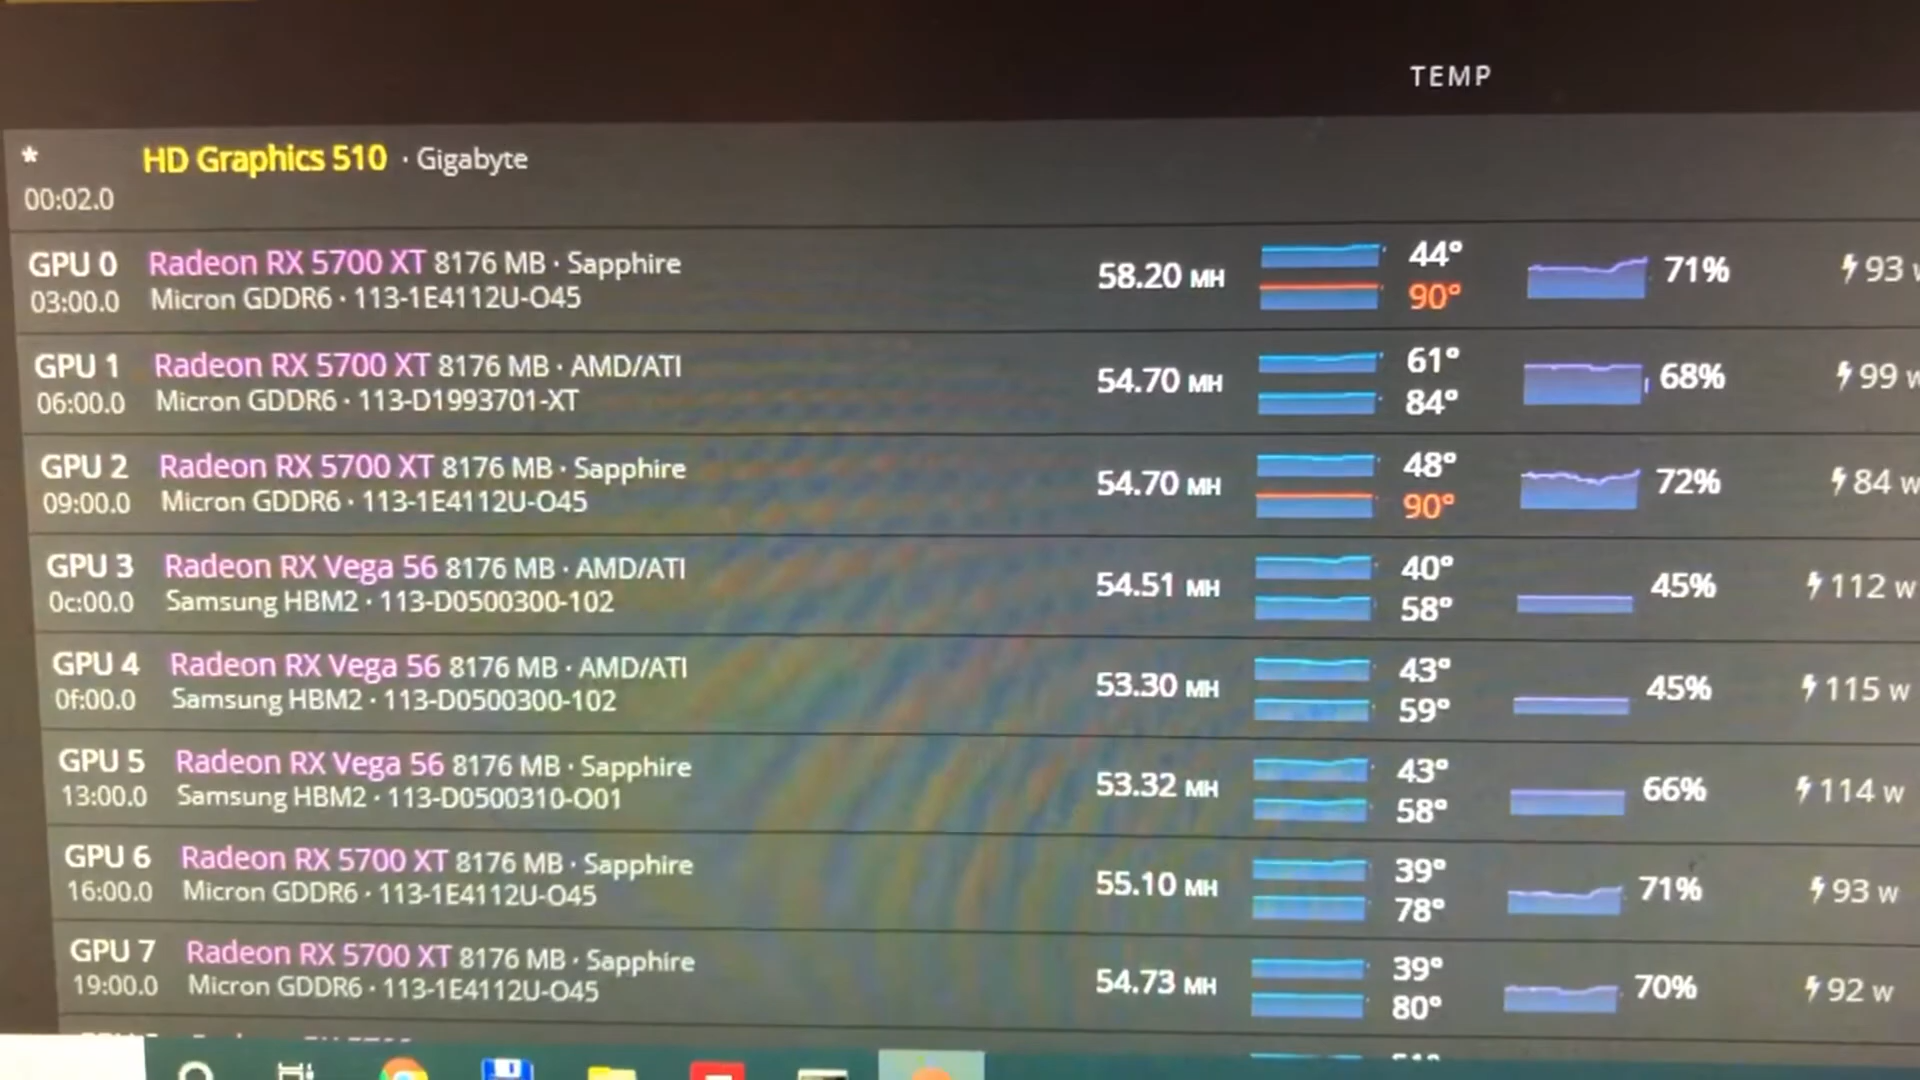 TEMP
* HD Graphics 510 · Gigabyte
00:02.0
GPU 0 Radeon RX 5700 XT 8176 MB · Sapphire 58.20 MH 44° 71% 93 w
03:00.0 Micron GDDR6 · 113-1E4112U-O45 90°
GPU 1 Radeon RX 5700 XT 8176 MB · AMD/ATI 54.70 MH 61° 68% 99 w
06:00.0 Micron GDDR6 · 113-D1993701-XT 84°
GPU 2 Radeon RX 5700 XT 8176 MB · Sapphire 54.70 MH 48° 72% 84 w
09:00.0 Micron GDDR6 · 113-1E4112U-O45 90°
GPU 3 Radeon RX Vega 56 8176 MB · AMD/ATI 54.51 MH 40° 45% 112 w
0c:00.0 Samsung HBM2 · 113-D0500300-102 58°
GPU 4 Radeon RX Vega 56 8176 MB · AMD/ATI 53.30 MH 43° 45% 115 w
0f:00.0 Samsung HBM2 · 113-D0500300-102 59°
GPU 5 Radeon RX Vega 56 8176 MB · Sapphire 53.32 MH 43° 66% 114 w
13:00.0 Samsung HBM2 · 113-D0500310-O01 58°
GPU 6 Radeon RX 5700 XT 8176 MB · Sapphire 55.10 MH 39° 71% 93 w
16:00.0 Micron GDDR6 · 113-1E4112U-O45 78°
GPU 7 Radeon RX 5700 XT 8176 MB · Sapphire 54.73 MH 39° 70% 92 w
19:00.0 Micron GDDR6 · 113-1E4112U-O45 80°